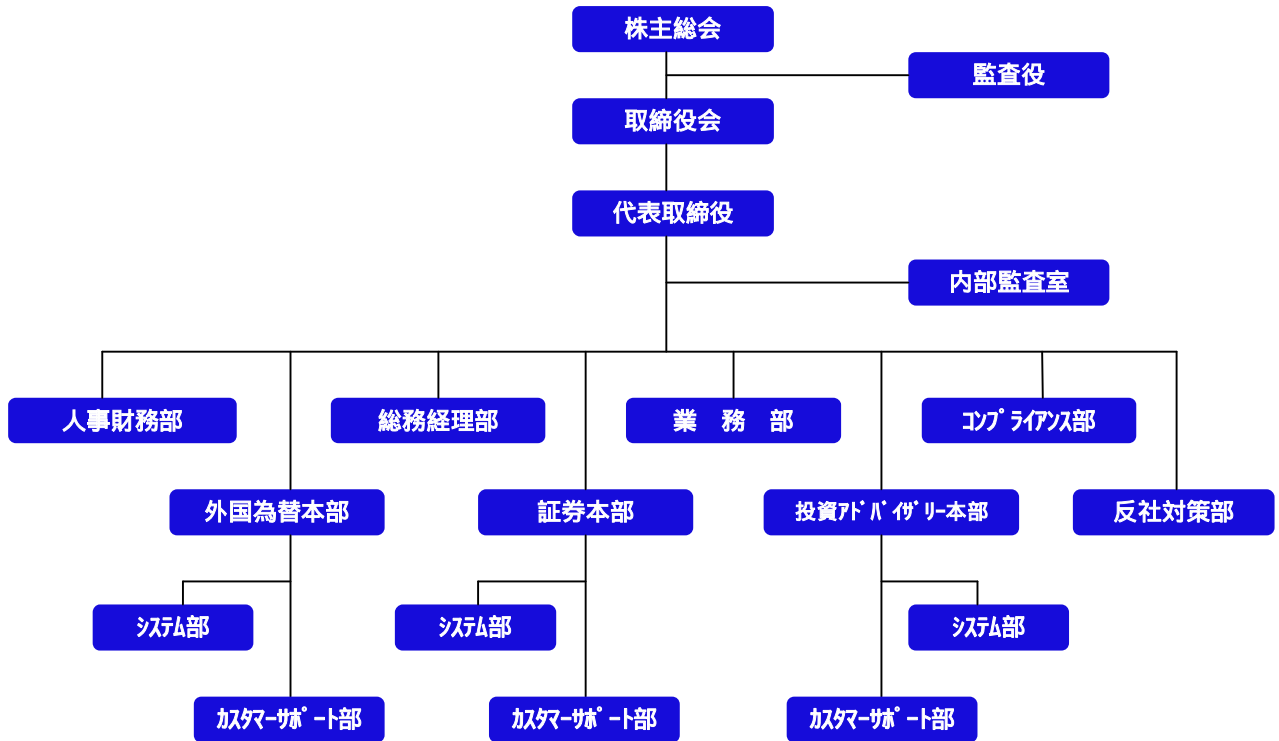 株主総会
監査役
取締役会
代表取締役
内部監査室
人事財務部
総務経理部
業　務　部
ｺﾝﾌﾟﾗｲｱﾝｽ部
外国為替本部
証券本部
投資ｱﾄﾞﾊﾞｲｻﾞﾘｰ本部
反社対策部
ｼｽﾃﾑ部
ｼｽﾃﾑ部
ｼｽﾃﾑ部
ｶｽﾀﾏｰｻﾎﾟｰﾄ部
ｶｽﾀﾏｰｻﾎﾟｰﾄ部
ｶｽﾀﾏｰｻﾎﾟｰﾄ部